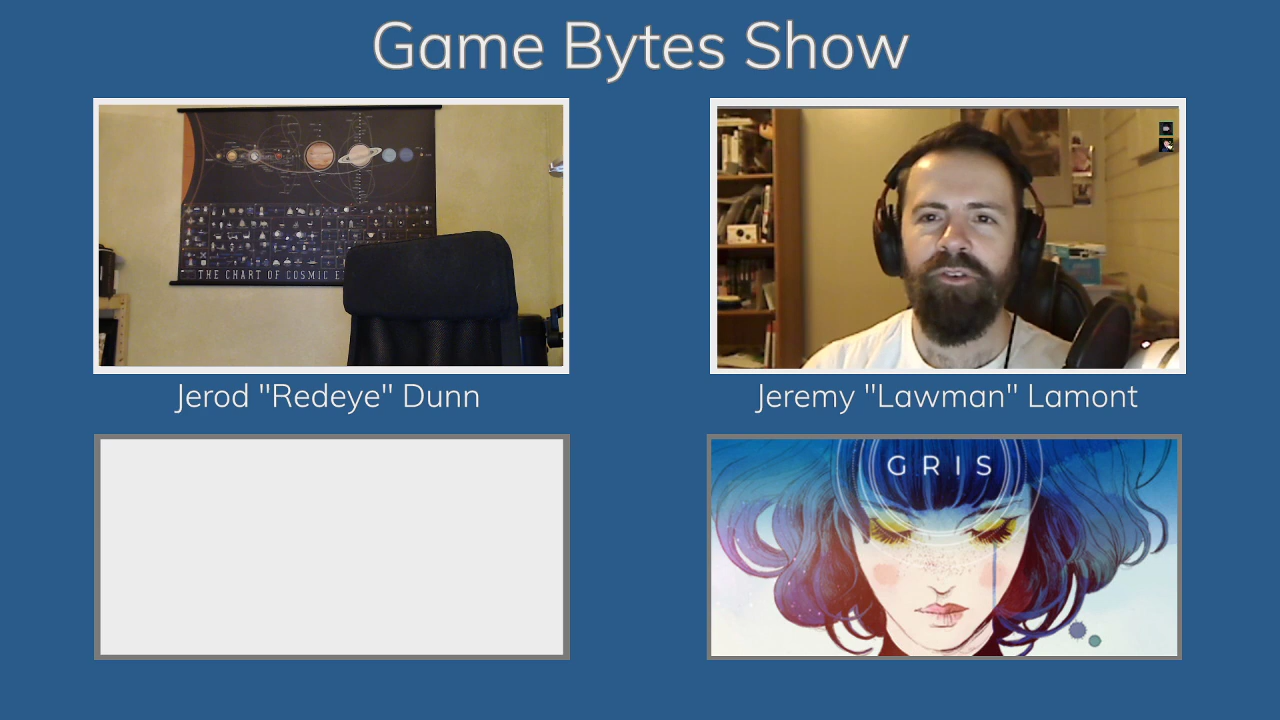 Game Bytes Show
THE CHART OF COSMIC E
Jerod "Redeye" Dunn
Jeremy "Lawman" Lamont
GRIS